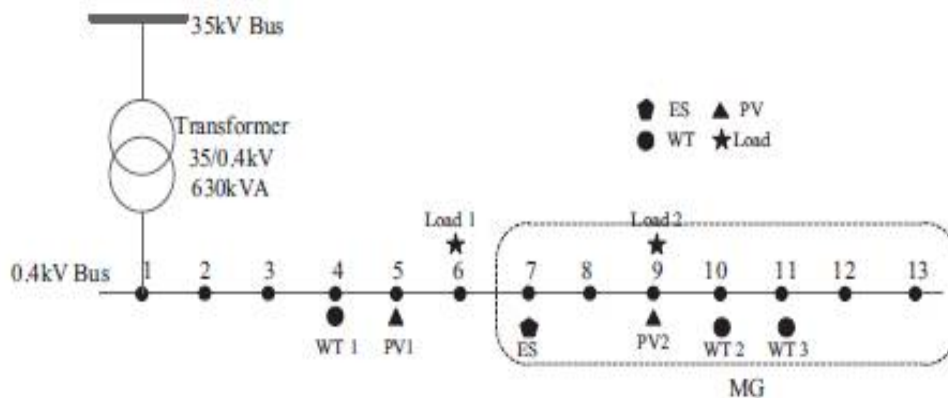 35kV Bus
Transformer
35/0.4kV
630kVA
ES PV
WT Load
Load 1 Load 2
0.4kV Bus 1 2 3 4 5 6 7 8 9 10 11 12 13
WT 1 PV1 ES PV2 WT 2 WT 3
MG